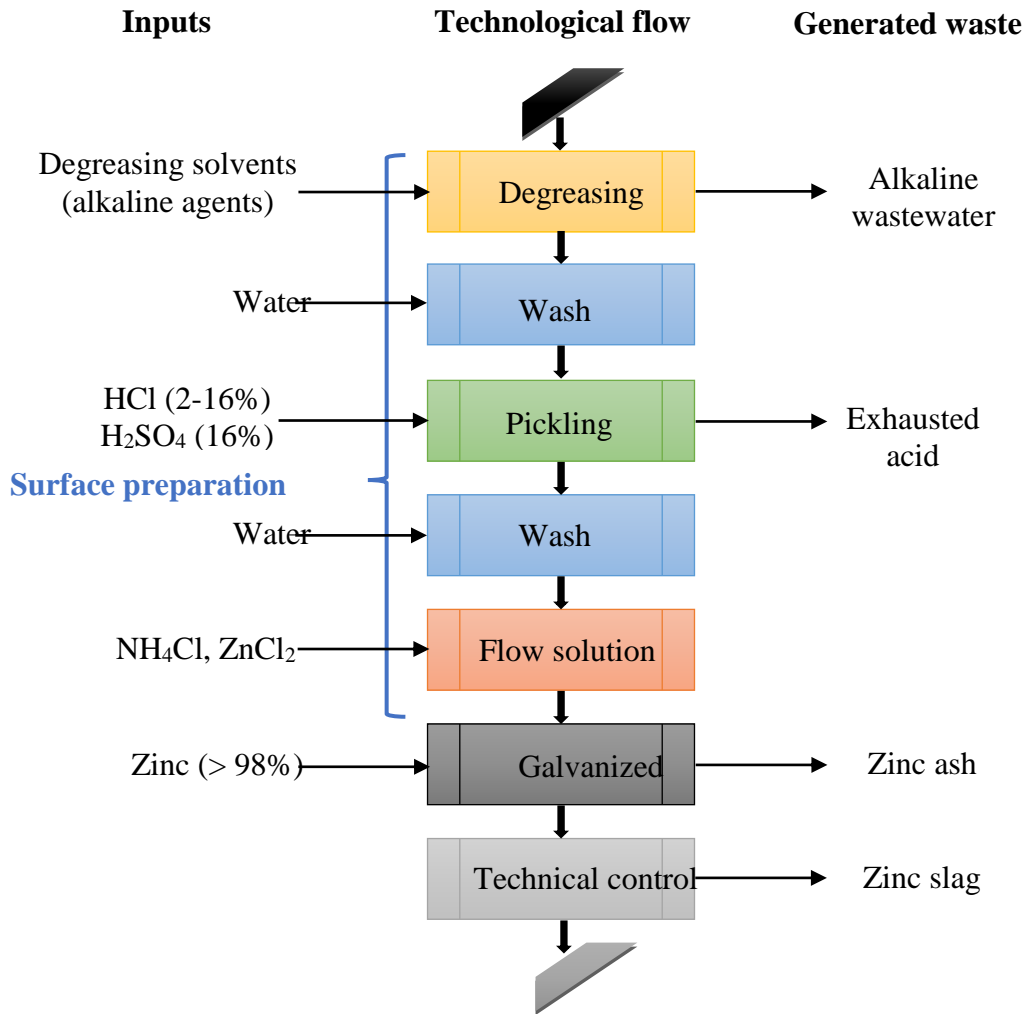 Inputs
Technological flow
Generated waste
Degreasing solvents
(alkaline agents)
Degreasing
Alkaline
wastewater
Water
Wash
HCl (2-16%)
H₂SO₄ (16%)
Pickling
Exhausted
acid
Surface preparation
Water
Wash
NH₄Cl, ZnCl₂
Flow solution
Zinc (> 98%)
Galvanized
Zinc ash
Technical control
Zinc slag